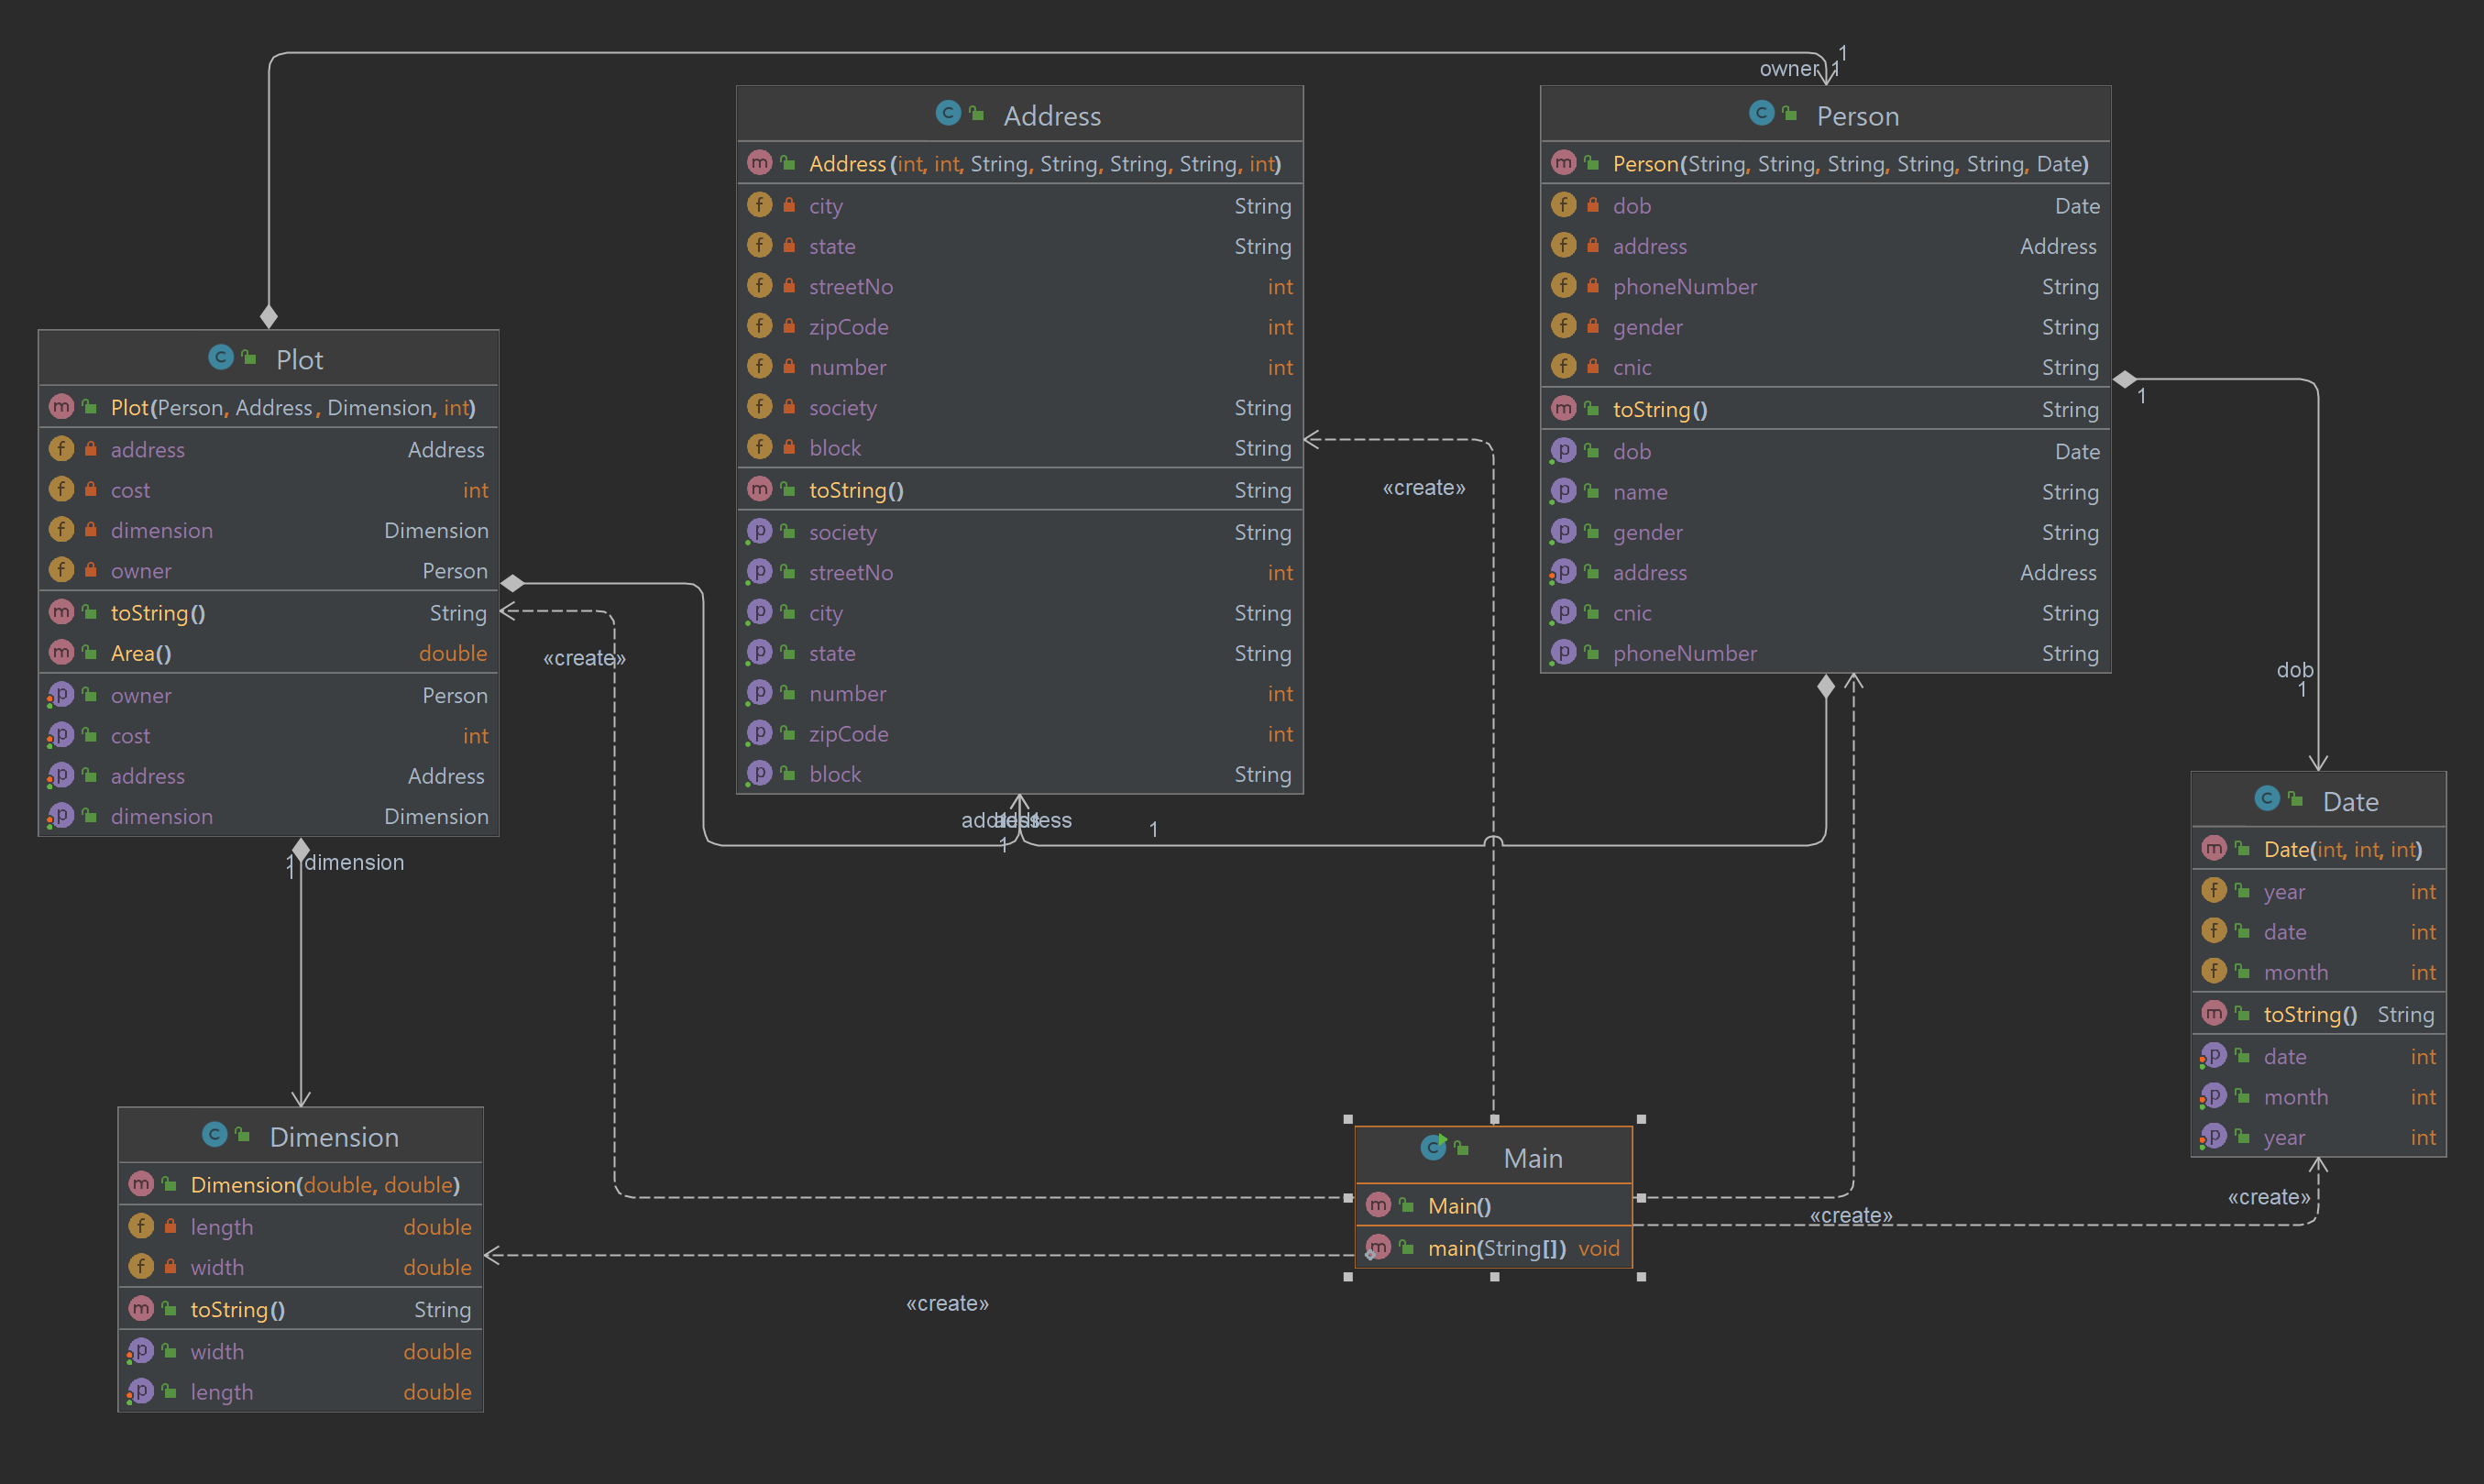 owner 1
1
Address
Address(int, int, String, String, String, String, int)
city String
state String
streetNo int
zipCode int
number int
society String
block String
toString() String
society String
streetNo int
city String
state String
number int
zipCode int
block String
Person
Person(String, String, String, String, String, Date)
dob Date
address Address
phoneNumber String
gender String
cnic String
toString() String
dob Date
name String
gender String
address Address
cnic String
phoneNumber String
1
Plot
Plot(Person, Address, Dimension, int)
address Address
cost int
dimension Dimension
owner Person
toString() String
Area() double
owner Person
cost int
address Address
dimension Dimension
«create»
«create»
dob
1
address
address
1
1
1 dimension
Date
Date(int, int, int)
year int
date int
month int
toString() String
date int
month int
year int
Dimension
Dimension(double, double)
length double
width double
toString() String
width double
length double
Main
Main()
main(String[]) void
«create»
«create»
«create»